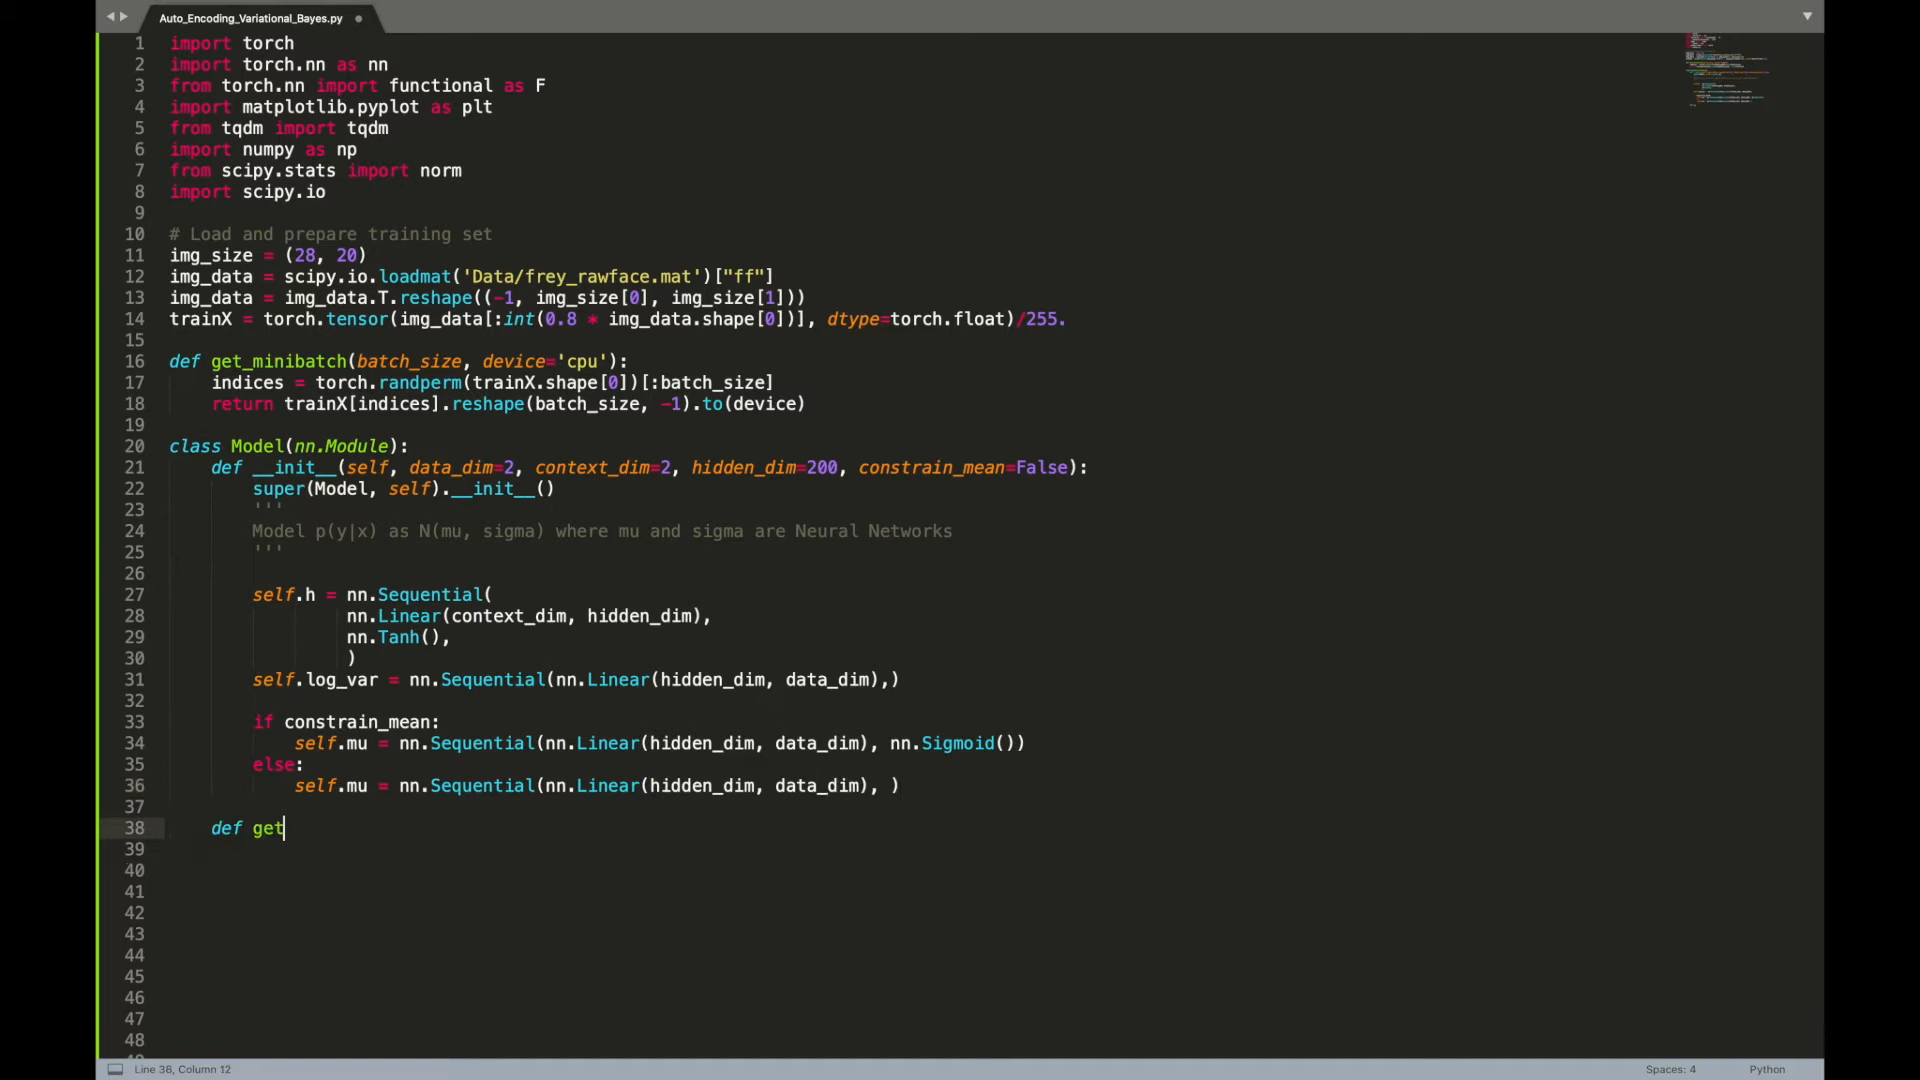 Auto_Encoding_Variational_Bayes.py
1 import torch
2 import torch.nn as nn
3 from torch.nn import functional as F
4 import matplotlib.pyplot as plt
5 from tqdm import tqdm
6 import numpy as np
7 from scipy.stats import norm
8 import scipy.io
9
10 # Load and prepare training set
11 img_size = (28, 20)
12 img_data = scipy.io.loadmat('Data/frey_rawface.mat')["ff"]
13 img_data = img_data.T.reshape((-1, img_size[0], img_size[1]))
14 trainX = torch.tensor(img_data[:int(0.8 * img_data.shape[0])], dtype=torch.float)/255.
15
16 def get_minibatch(batch_size, device='cpu'):
17     indices = torch.randperm(trainX.shape[0])[:batch_size]
18     return trainX[indices].reshape(batch_size, -1).to(device)
19
20 class Model(nn.Module):
21     def __init__(self, data_dim=2, context_dim=2, hidden_dim=200, constrain_mean=False):
22         super(Model, self).__init__()
23         '''
24         Model p(y|x) as N(mu, sigma) where mu and sigma are Neural Networks
25         '''
26
27         self.h = nn.Sequential(
28                  nn.Linear(context_dim, hidden_dim),
29                  nn.Tanh(),
30                  )
31         self.log_var = nn.Sequential(nn.Linear(hidden_dim, data_dim),)
32
33         if constrain_mean:
34             self.mu = nn.Sequential(nn.Linear(hidden_dim, data_dim), nn.Sigmoid())
35         else:
36             self.mu = nn.Sequential(nn.Linear(hidden_dim, data_dim), )
37
38     def get
39
40
41
42
43
44
45
46
47
48
Line 36, Column 12 Spaces: 4 Python